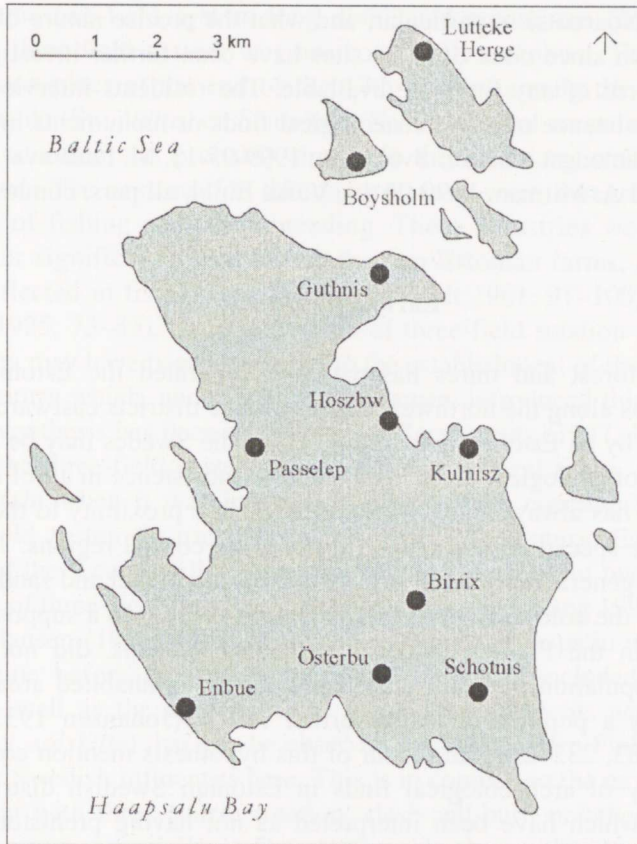 0 1 2 3 km
Lutteke
Herge
Baltic Sea
Boysholm
Guthnis
Hoszbw
Passelep
Kulnisz
Birrix
Österbu
Schotnis
Enbue
Haapsalu Bay